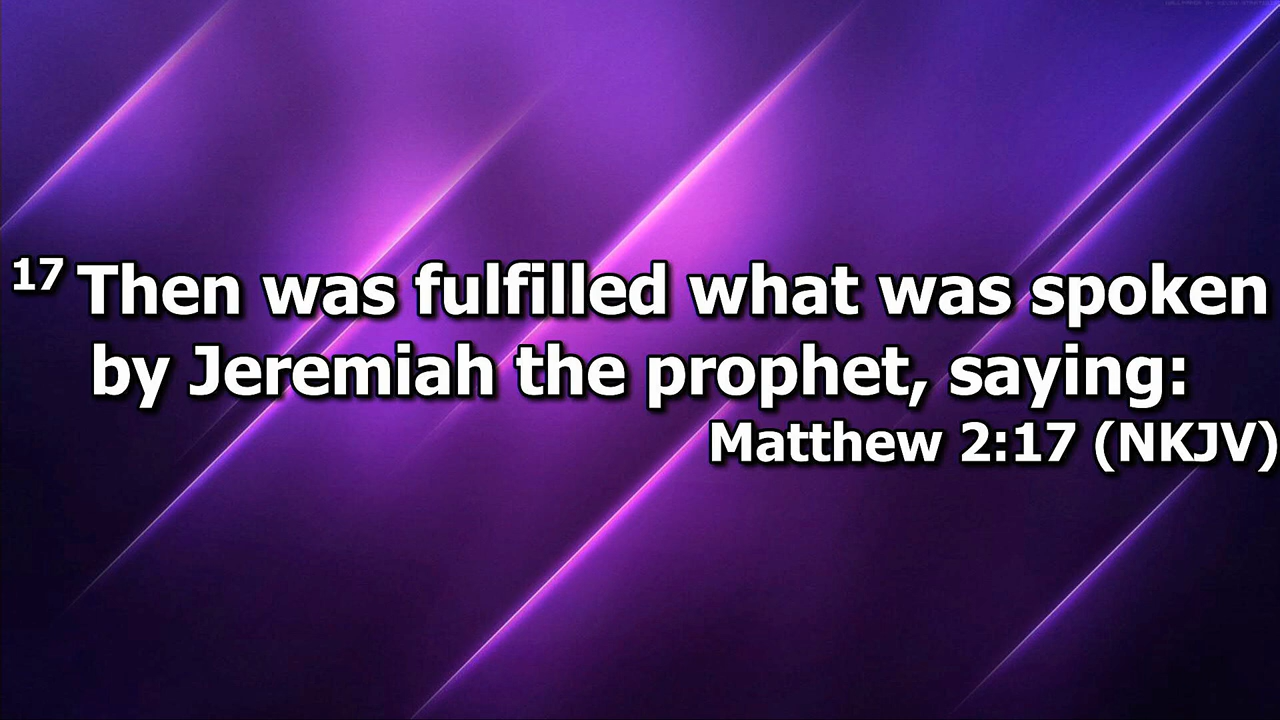 17 Then was fulfilled what was spoken
by Jeremiah the prophet, saying:
Matthew 2:17 (NKJV)